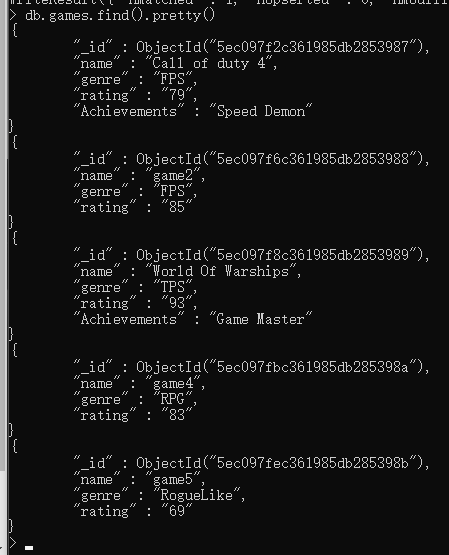 > db.games.find().pretty()
{
"_id" : ObjectId("5ec097f2c361985db2853987"),
"name" : "Call of duty 4",
"genre" : "FPS",
"rating" : "79",
"Achievements" : "Speed Demon"
}
{
"_id" : ObjectId("5ec097f6c361985db2853988"),
"name" : "game2",
"genre" : "FPS",
"rating" : "85"
}
{
"_id" : ObjectId("5ec097f8c361985db2853989"),
"name" : "World Of Warships",
"genre" : "TPS",
"rating" : "93",
"Achievements" : "Game Master"
}
{
"_id" : ObjectId("5ec097fbc361985db285398a"),
"name" : "game4",
"genre" : "RPG",
"rating" : "83"
}
{
"_id" : ObjectId("5ec097fec361985db285398b"),
"name" : "game5",
"genre" : "RogueLike",
"rating" : "69"
}
>